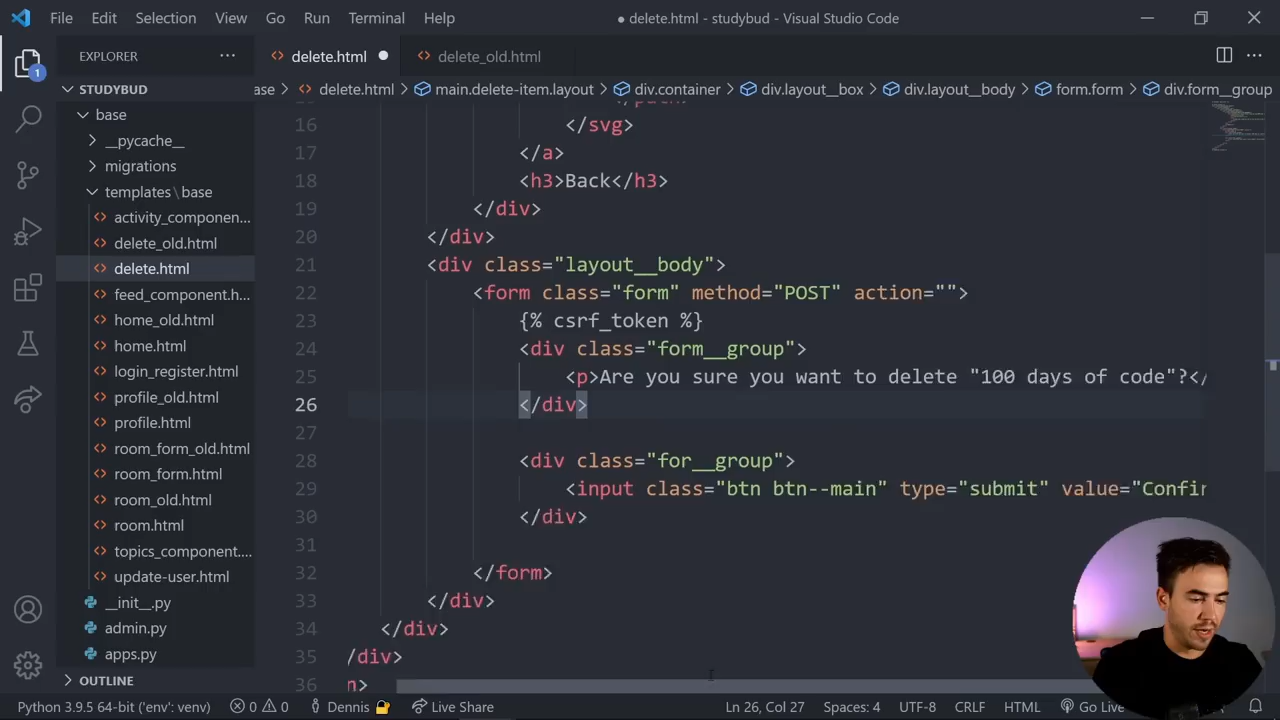 File Edit Selection View Go Run Terminal Help
● delete.html - studybud - Visual Studio Code
EXPLORER
delete.html
delete_old.html
STUDYBUD
ase > delete.html > main.delete-item.layout > div.container > div.layout__box > div.layout__body > form.form > div.form__group
base
__pycache__
migrations
templates\base
activity_componen...
delete_old.html
delete.html
feed_component.h...
home_old.html
home.html
login_register.html
profile_old.html
profile.html
room_form_old.html
room_form.html
room_old.html
room.html
topics_component....
update-user.html
__init__.py
admin.py
apps.py
OUTLINE
1
16 </svg>
17 </a>
18 <h3>Back</h3>
19 </div>
20 </div>
21 <div class="layout__body">
22 <form class="form" method="POST" action="">
23 {% csrf_token %}
24 <div class="form__group">
25 <p>Are you sure you want to delete "100 days of code"?</
26 </div>
27
28 <div class="for__group">
29 <input class="btn btn--main" type="submit" value="Confir
30 </div>
31
32 </form>
33 </div>
34 </div>
35 /div>
36 n>
Python 3.9.5 64-bit ('env': venv) 0 0 Dennis Live Share Ln 26, Col 27 Spaces: 4 UTF-8 CRLF HTML Go Live